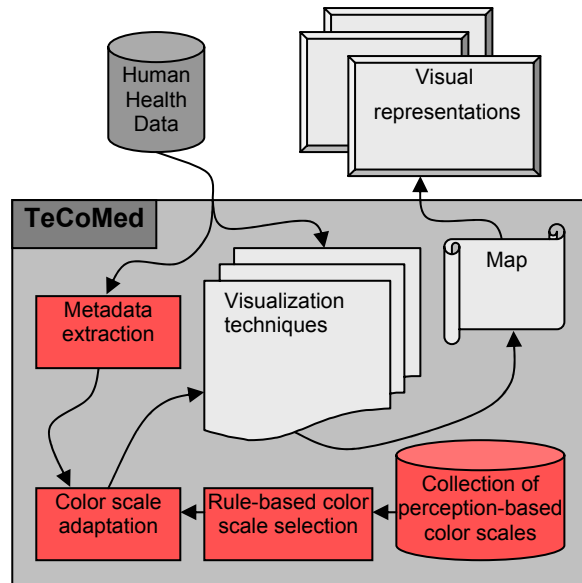 Human
Health
Data
Visual
representations
TeCoMed
Map
Visualization
techniques
Metadata
extraction
Color scale
adaptation
Rule-based color
scale selection
Collection of
perception-based
color scales